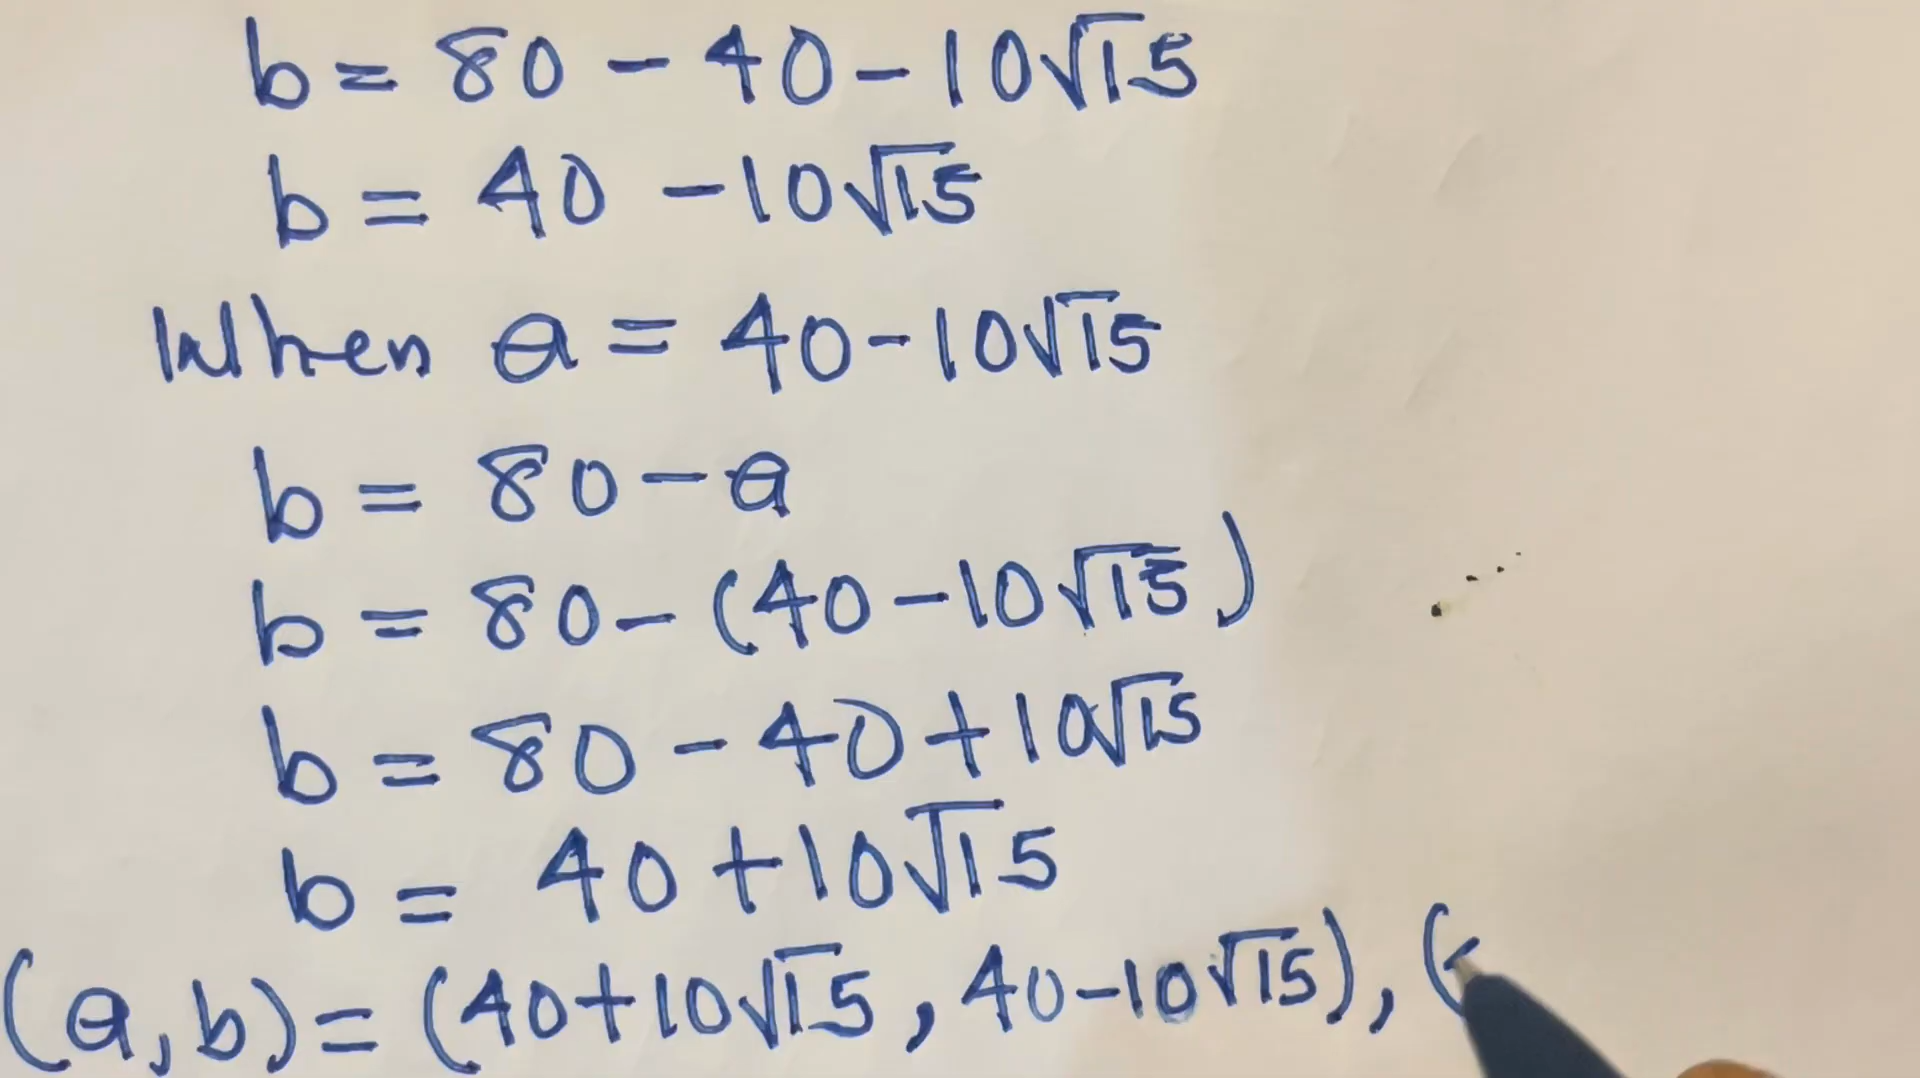 b = 80 - 40 - 10√15
b = 40 - 10√15
When a = 40 - 10√15
b = 80 - a
b = 80 - (40 - 10√15)
b = 80 - 40 + 10√15
b = 40 + 10√15
(a, b) = (40 + 10√15, 40 - 10√15), (